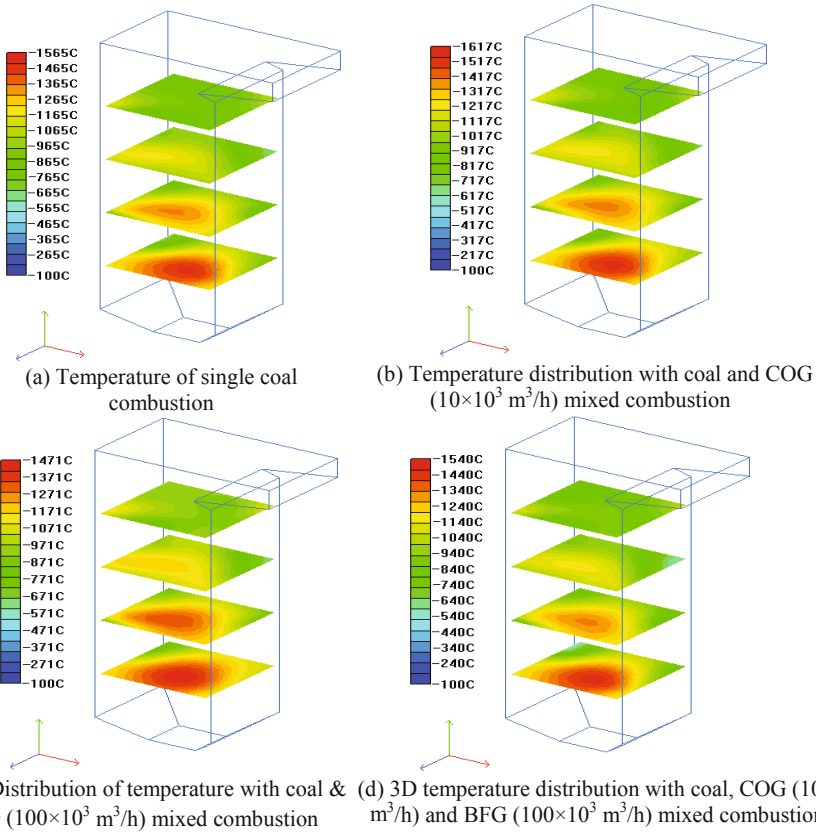 -1565C
-1465C
-1365C
-1265C
-1165C
-1065C
-965C
-865C
-765C
-665C
-565C
-465C
-365C
-265C
-100C
(a) Temperature of single coal
combustion
-1617C
-1517C
-1417C
-1317C
-1217C
-1117C
-1017C
-917C
-817C
-717C
-617C
-517C
-417C
-317C
-217C
-100C
(b) Temperature distribution with coal and COG
(10×10³ m³/h) mixed combustion
-1471C
-1371C
-1271C
-1171C
-1071C
-971C
-871C
-771C
-671C
-571C
-471C
-371C
-271C
-100C
Distribution of temperature with coal &
(100×10³ m³/h) mixed combustion
-1540C
-1440C
-1340C
-1240C
-1140C
-1040C
-940C
-840C
-740C
-640C
-540C
-440C
-340C
-240C
-100C
(d) 3D temperature distribution with coal, COG (10
m³/h) and BFG (100×10³ m³/h) mixed combustion